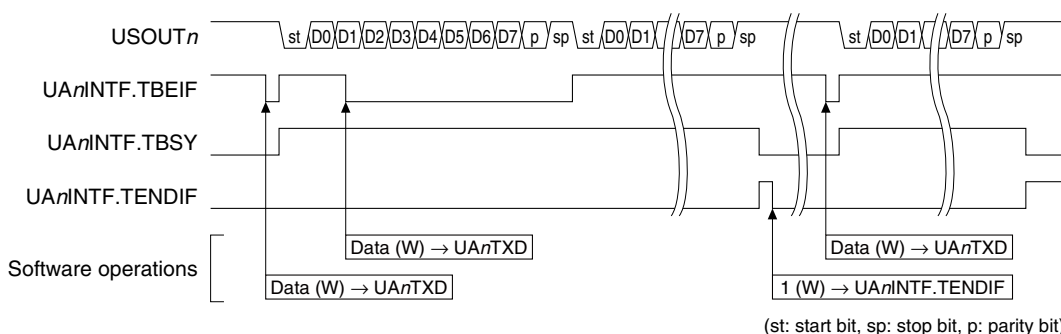 USOUTn
st D0 D1 D2 D3 D4 D5 D6 D7 p sp st D0 D1 D7 p sp st D0 D1 D7 p sp
UAnINTF.TBEIF
UAnINTF.TBSY
UAnINTF.TENDIF
Software operations
Data (W) → UAnTXD
Data (W) → UAnTXD
Data (W) → UAnTXD
1 (W) → UAnINTF.TENDIF
(st: start bit, sp: stop bit, p: parity bit)